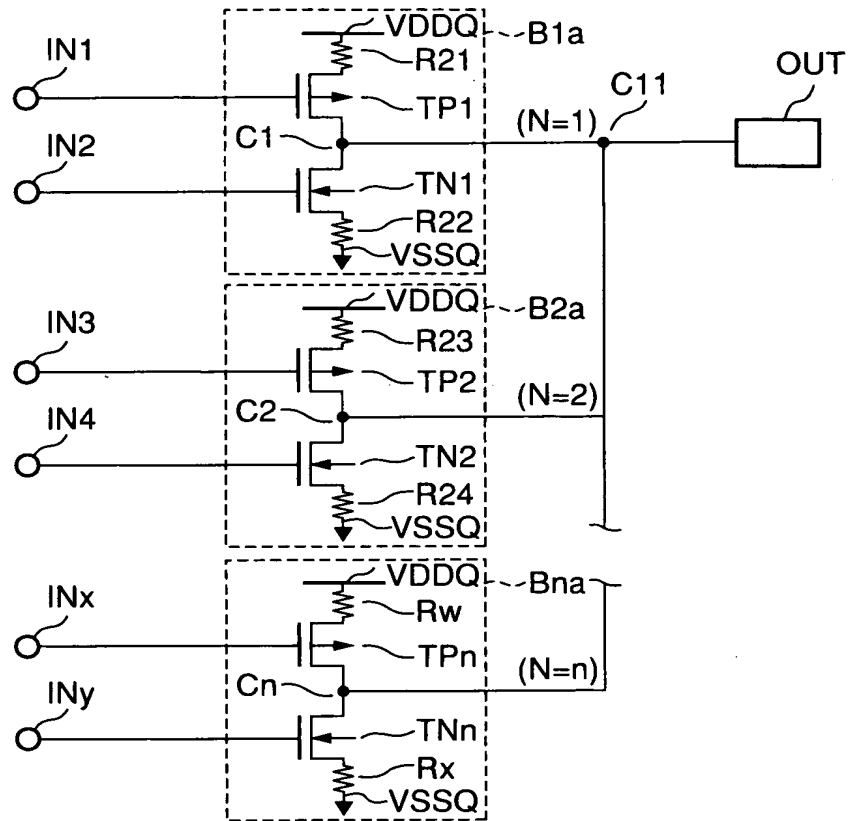 VDDQ
B1a
IN1
R21
OUT
C11
TP1
C1
(N=1)
IN2
TN1
R22
VSSQ
VDDQ
B2a
IN3
R23
TP2
C2
(N=2)
IN4
TN2
R24
VSSQ
VDDQ
Bna
INx
Rw
TPn
Cn
(N=n)
INy
TNn
Rx
VSSQ